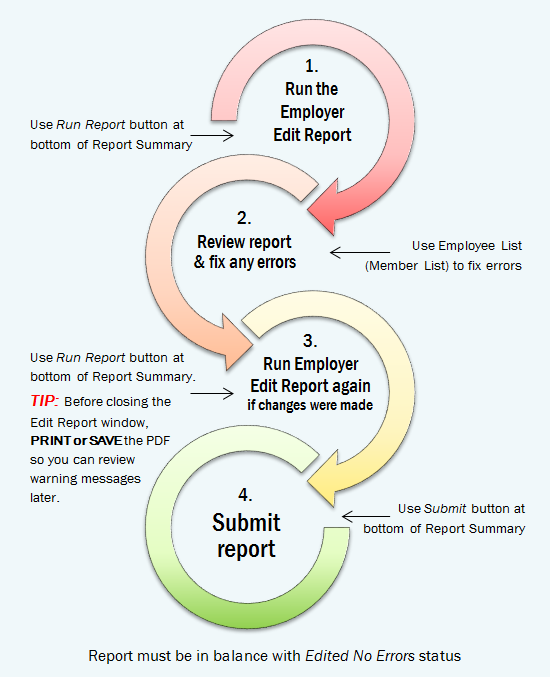 1.
Run the
Employer
Edit Report
Use Run Report button at
bottom of Report Summary
2.
Review report
& fix any errors
Use Employee List
(Member List) to fix errors
3.
Run Employer
Edit Report again
if changes were made
Use Run Report button at
bottom of Report Summary.
TIP: Before closing the
Edit Report window,
PRINT or SAVE the PDF
so you can review
warning messages
later.
4.
Submit
report
Use Submit button at
bottom of Report Summary
Report must be in balance with Edited No Errors status